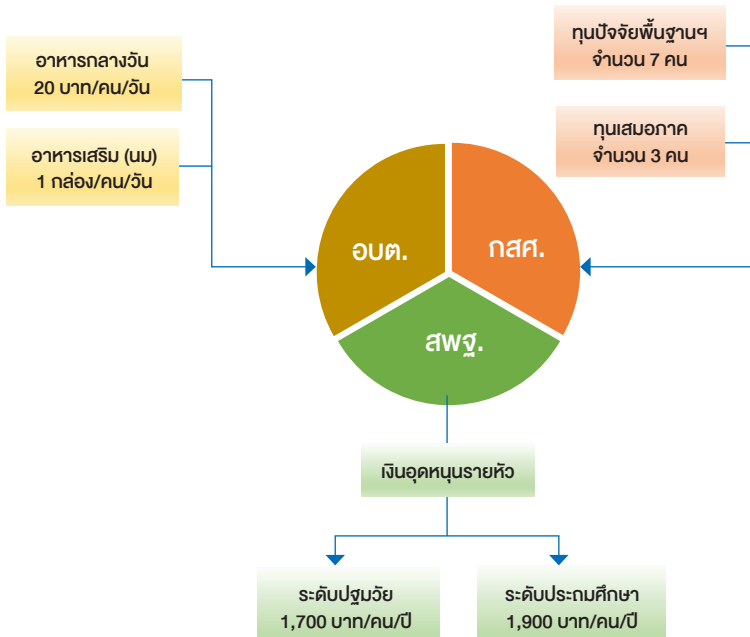 อาหารกลางวัน
20 บาท/คน/วัน
อาหารเสริม (นม)
1 กล่อง/คน/วัน
ทุนปัจจัยพื้นฐานฯ
จำนวน 7 คน
ทุนเสมอภาค
จำนวน 3 คน
อบต.
กสศ.
สพฐ.
เงินอุดหนุนรายหัว
ระดับปฐมวัย
1,700 บาท/คน/ปี
ระดับประถมศึกษา
1,900 บาท/คน/ปี